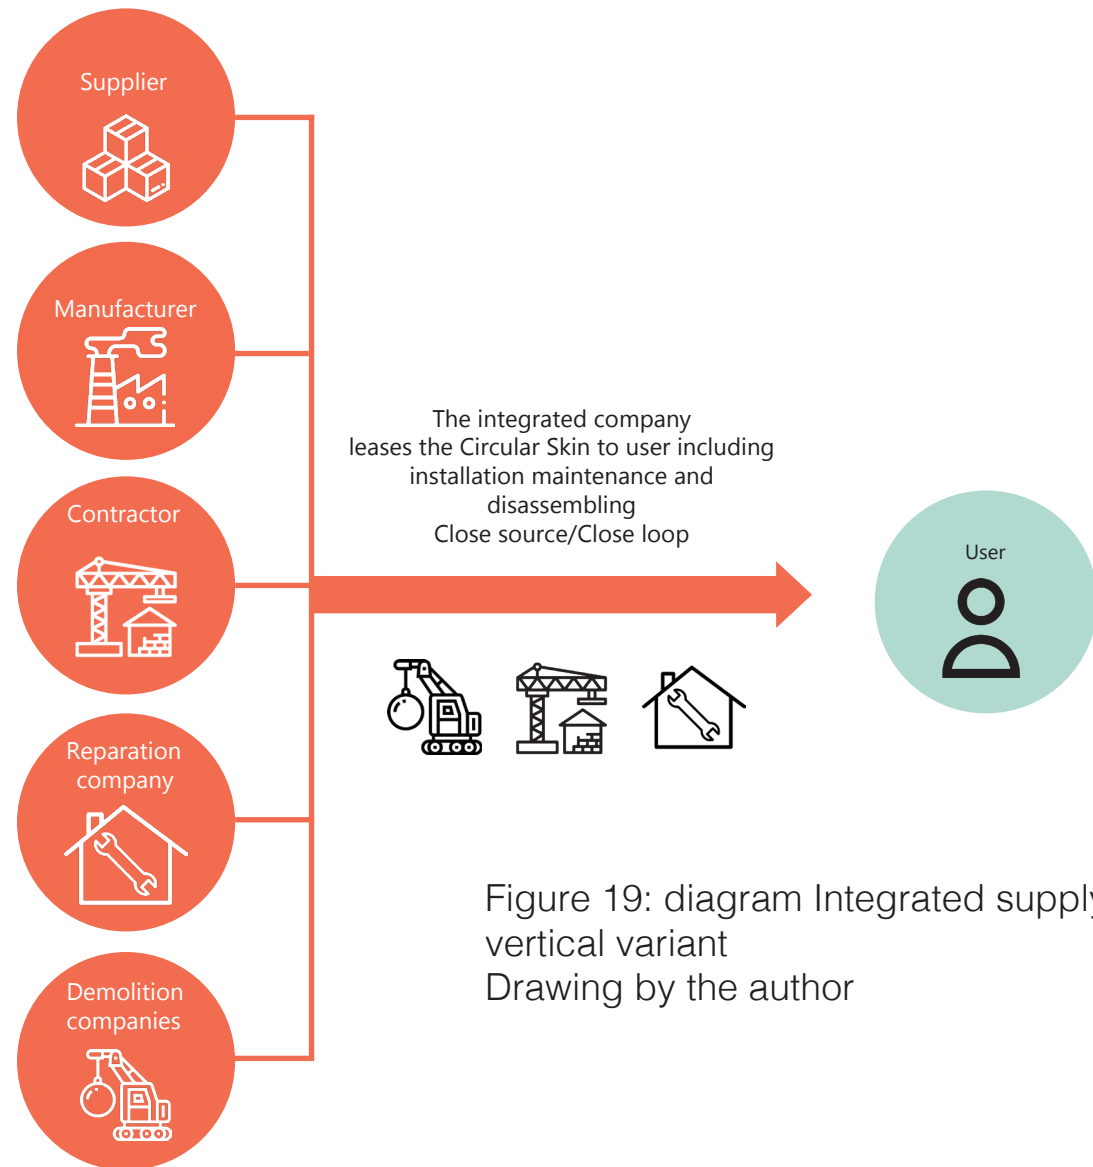 Supplier
Manufacturer
Contractor
Reparation
company
Demolition
companies
The integrated company
leases the Circular Skin to user including
installation maintenance and
disassembling
Close source/Close loop
User
Figure 19: diagram Integrated supply
vertical variant
Drawing by the author